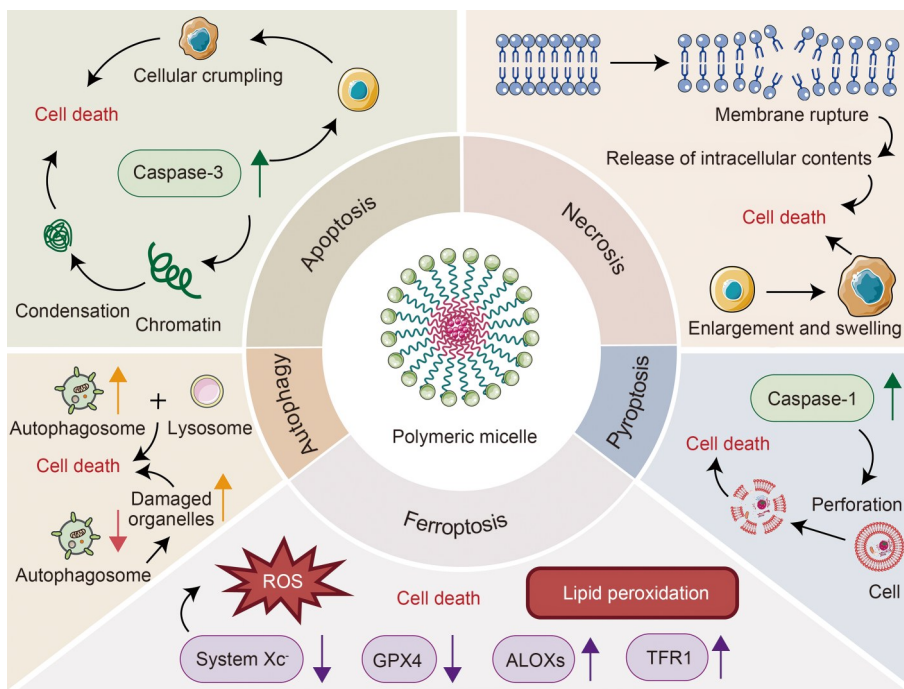 Cellular crumpling
Cell death
Caspase-3
Condensation
Chromatin
Apoptosis
Necrosis
Membrane rupture
Release of intracellular contents
Cell death
Enlargement and swelling
Autophagosome
+
Lysosome
Cell death
Damaged
organelles
Autophagosome
Autophagy
Polymeric micelle
Pyroptosis
Caspase-1
Cell death
Perforation
Cell
Ferroptosis
ROS
Cell death
Lipid peroxidation
System Xc⁻
GPX4
ALOXs
TFR1